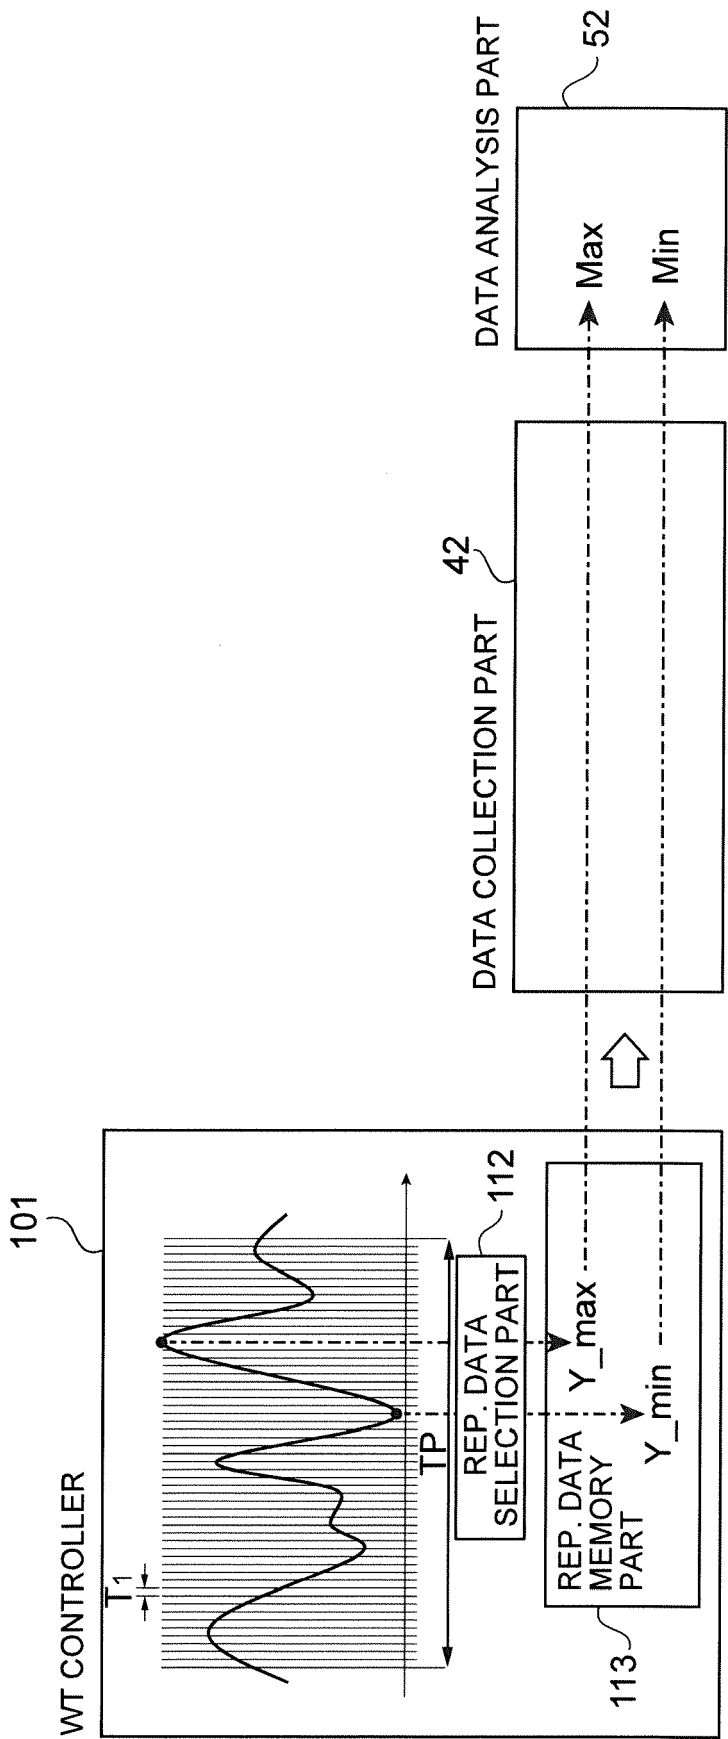 WT CONTROLLER
101
T1
TP
REP. DATA
SELECTION PART
112
REP. DATA
MEMORY
PART
Y_max
Y_min
113
DATA COLLECTION PART
42
DATA ANALYSIS PART
52
Max
Min